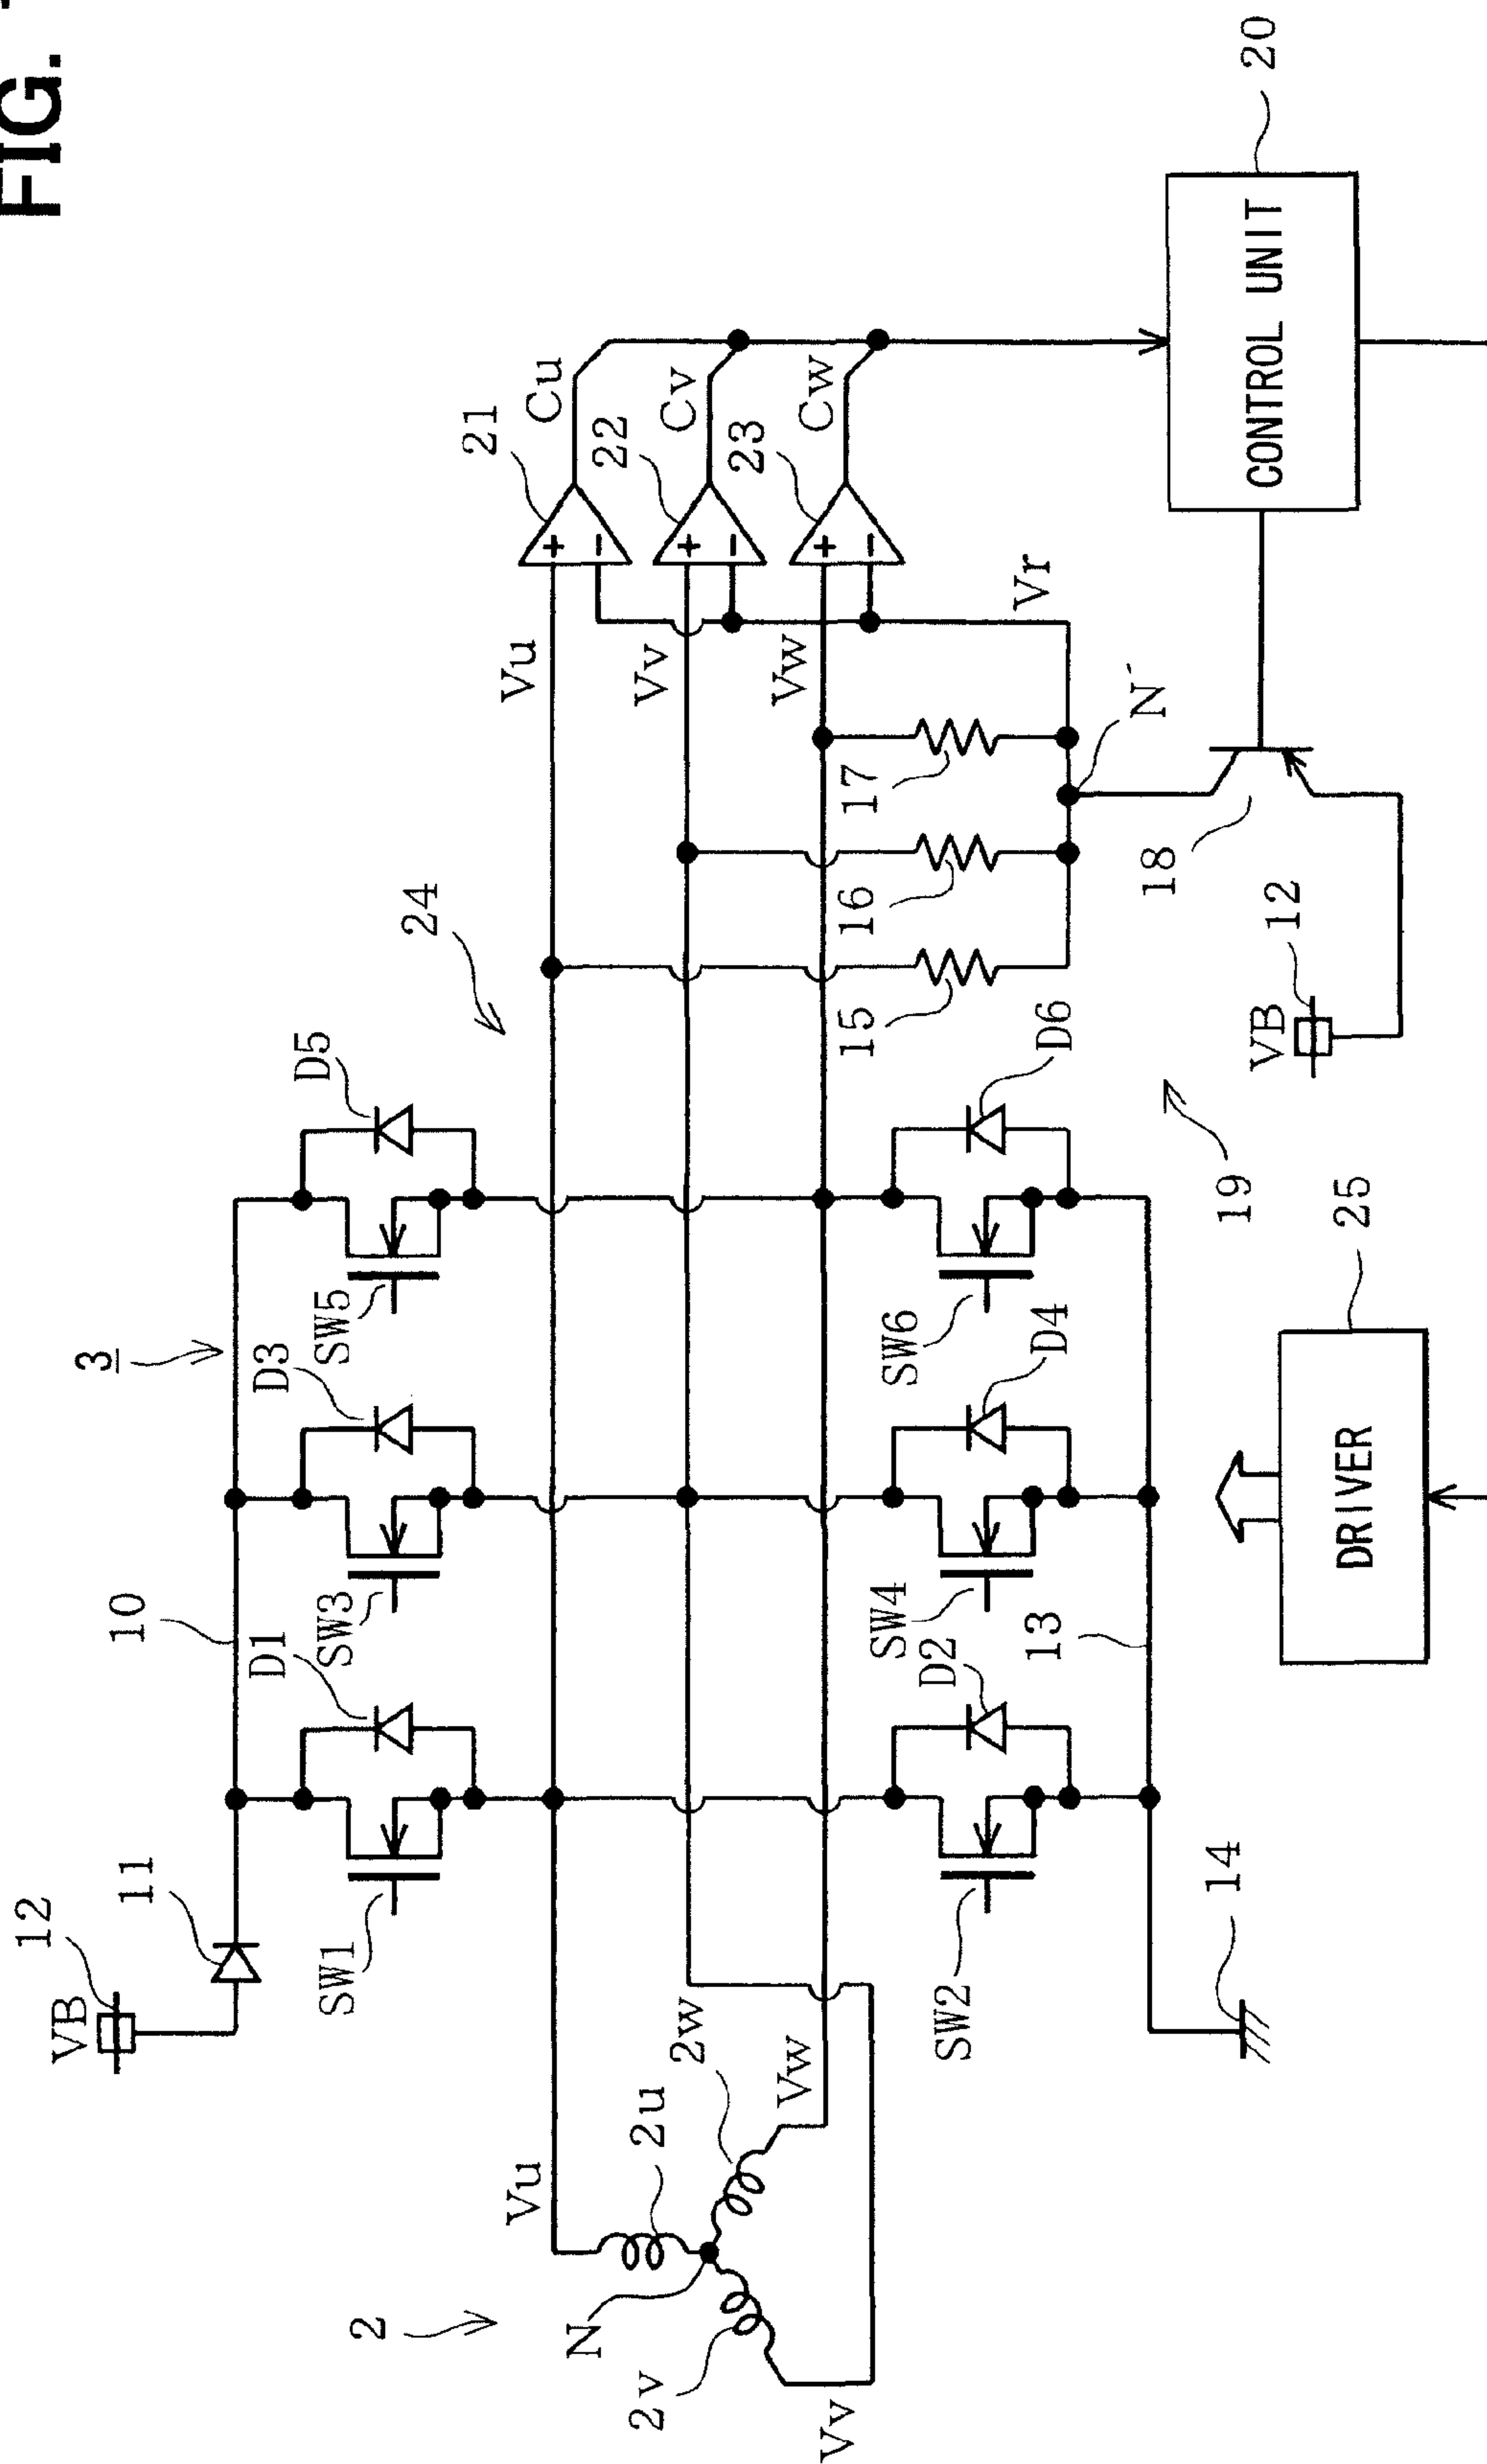 FIG.
3
VB
12
11
10
D1
D3
D5
SW1
SW3
SW5
24
2
Vu
2u
N
2v
2w
Vw
Vv
Vu
Vv
Vw
21
22
23
Cu
Cv
Cw
Vr
SW2
D2
SW4
D4
SW6
D6
15
16
17
N'
13
14
19
18
VB
12
DRIVER
25
CONTROL UNIT
20